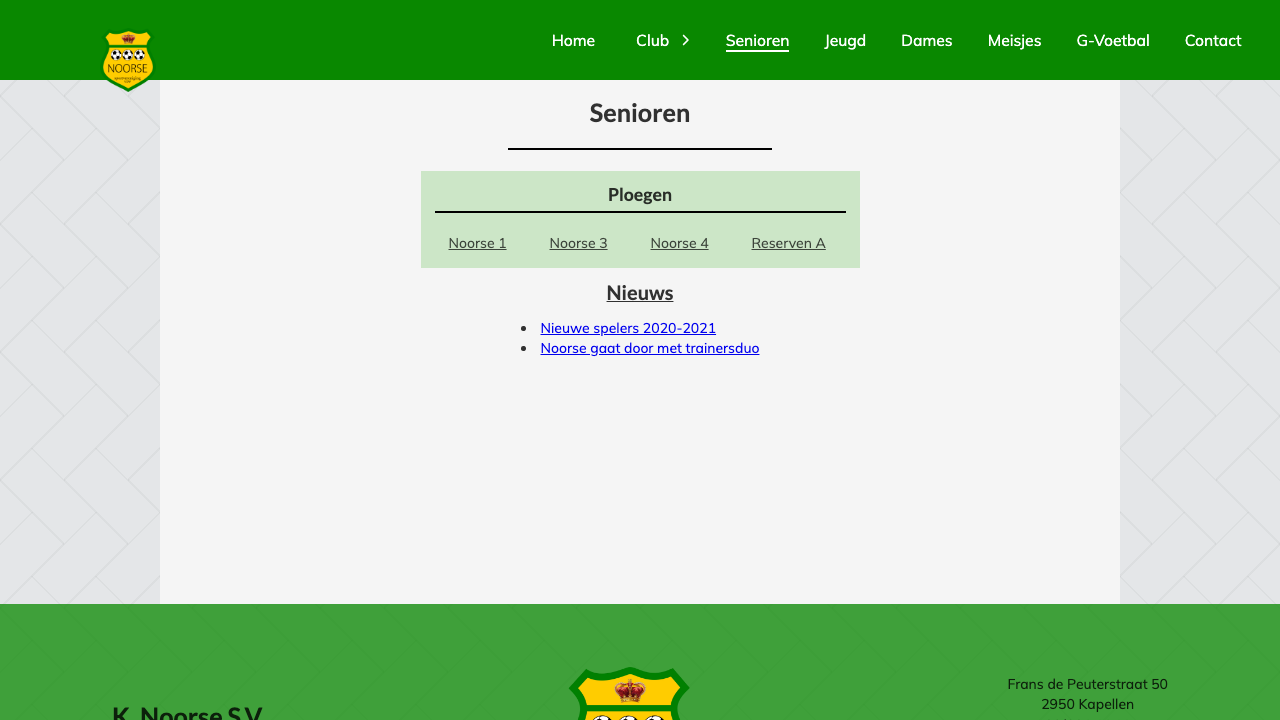 NOORSE
Home Club Senioren Jeugd Dames Meisjes G-Voetbal Contact
Senioren
Ploegen
Noorse 1 Noorse 3 Noorse 4 Reserven A
Nieuws
Nieuwe spelers 2020-2021
Noorse gaat door met trainersduo
K. Noorse S.V.
Frans de Peuterstraat 50
2950 Kapellen